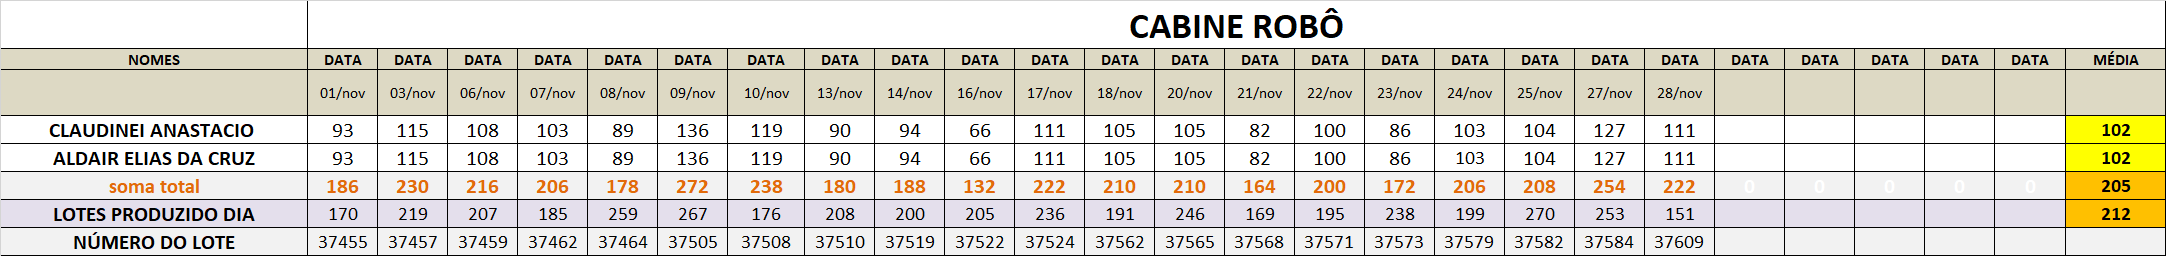 CABINE ROBÔ
NOMES DATA DATA DATA DATA DATA DATA DATA DATA DATA DATA DATA DATA DATA DATA DATA DATA DATA DATA DATA DATA DATA DATA DATA DATA DATA MÉDIA
01/nov 03/nov 06/nov 07/nov 08/nov 09/nov 10/nov 13/nov 14/nov 16/nov 17/nov 18/nov 20/nov 21/nov 22/nov 23/nov 24/nov 25/nov 27/nov 28/nov
CLAUDINEI ANASTACIO 93 115 108 103 89 136 119 90 94 66 111 105 105 82 100 86 103 104 127 111 102
ALDAIR ELIAS DA CRUZ 93 115 108 103 89 136 119 90 94 66 111 105 105 82 100 86 103 104 127 111 102
soma total 186 230 216 206 178 272 238 180 188 132 222 210 210 164 200 172 206 208 254 222 0 0 0 0 0 205
LOTES PRODUZIDO DIA 170 219 207 185 259 267 176 208 200 205 236 191 246 169 195 238 199 270 253 151 212
NÚMERO DO LOTE 37455 37457 37459 37462 37464 37505 37508 37510 37519 37522 37524 37562 37565 37568 37571 37573 37579 37582 37584 37609